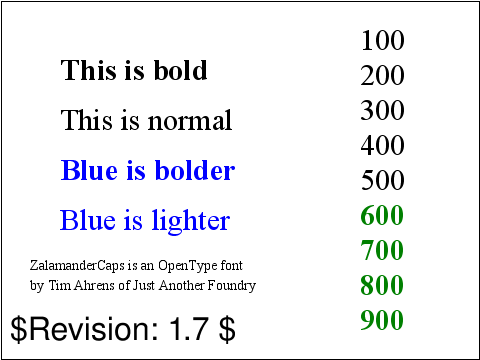 This is bold
This is normal
Blue is bolder
Blue is lighter
ZalamanderCaps is an OpenType font
by Tim Ahrens of Just Another Foundry
$Revision: 1.7 $
100
200
300
400
500
600
700
800
900